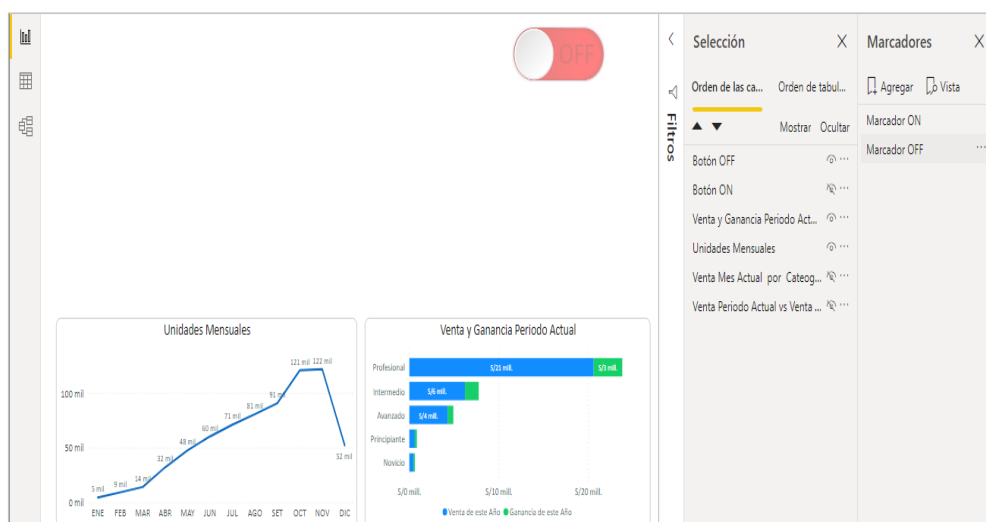 OFF
Filtros
Selección
Orden de las ca... Orden de tabul...
Mostrar Ocultar
Botón OFF
Botón ON
Venta y Ganancia Periodo Act...
Unidades Mensuales
Venta Mes Actual por Cateog...
Venta Periodo Actual vs Venta ...
Marcadores
Agregar Vista
Marcador ON
Marcador OFF
Unidades Mensuales
100 mil
50 mil
0 mil
5 mil 9 mil 14 mil 32 mil 48 mil 60 mil 71 mil 81 mil 91 mil 121 mil 122 mil 52 mil
ENE FEB MAR ABR MAY JUN JUL AGO SET OCT NOV DIC
Venta y Ganancia Periodo Actual
Profesional S/21 mill. S/3 mill.
Intermedio S/6 mill.
Avanzado S/4 mill.
Principiante
Novicio
S/0 mill. S/10 mill. S/20 mill.
Venta de este Año Ganancia de este Año